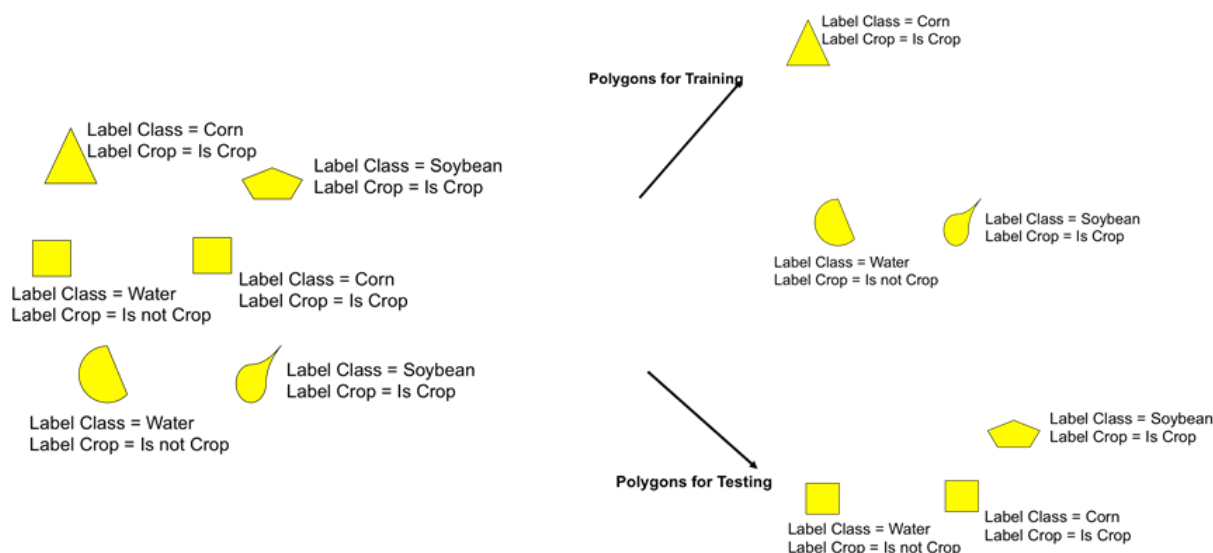 Label Class = Corn
Label Crop = Is Crop
Label Class = Soybean
Label Crop = Is Crop
Label Class = Water
Label Crop = Is not Crop
Label Class = Corn
Label Crop = Is Crop
Label Class = Water
Label Crop = Is not Crop
Label Class = Soybean
Label Crop = Is Crop
Polygons for Training
Label Class = Corn
Label Crop = Is Crop
Label Class = Water
Label Crop = Is not Crop
Label Class = Soybean
Label Crop = Is Crop
Polygons for Testing
Label Class = Soybean
Label Crop = Is Crop
Label Class = Water
Label Crop = Is not Crop
Label Class = Corn
Label Crop = Is Crop